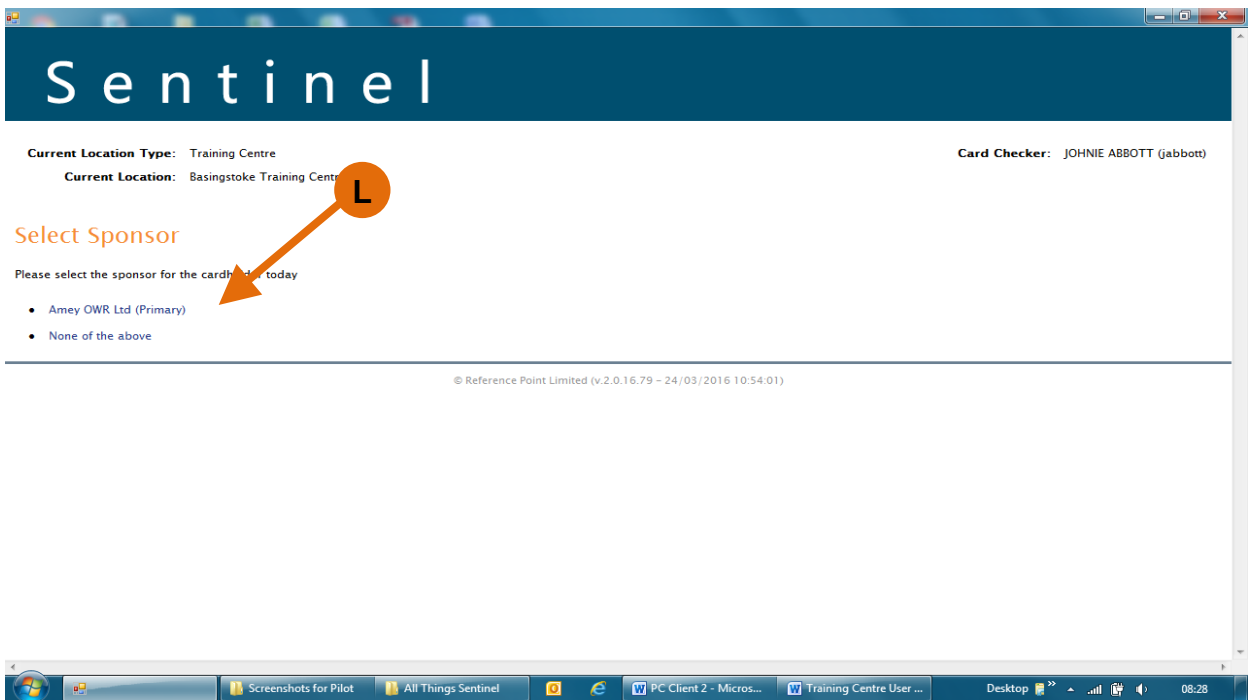 Sentinel
Current Location Type: Training Centre
Card Checker: JOHNIE ABBOTT (jabbott)
Current Location: Basingstoke Training
L
Select Sponsor
Please select the sponsor for the today
• Amey OWR Ltd (Primary)
• None of the above
© Reference Point Limited (v.2.0.16.79 – 24/03/2016 10:54:01)
Screenshots for Pilot
All Things Sentinel
PC Client 2 - Micros...
Training Centre User ...
Desktop
08:28